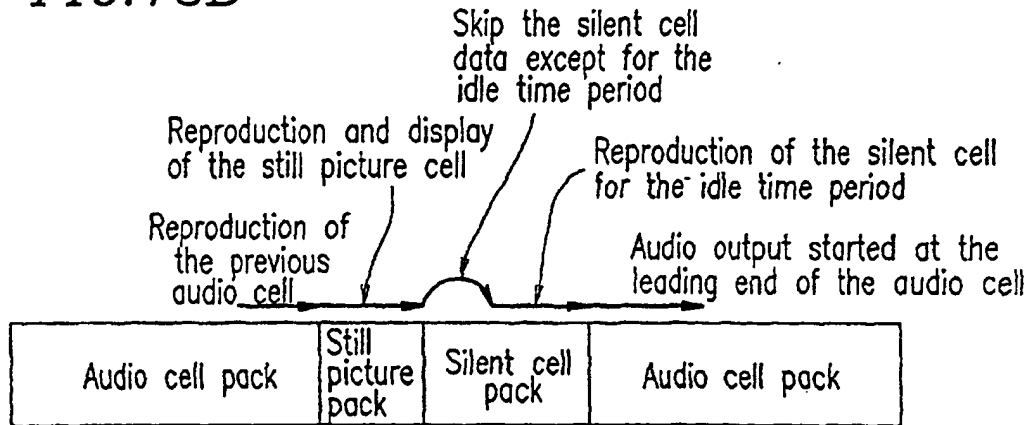 Skip the silent cell
data except for the
idle time period
Reproduction and display
of the still picture cell
Reproduction of the silent cell
for the idle time period
Reproduction of
the previous
audio cell
Audio output started at the
leading end of the audio cell
Audio cell pack
Still
picture
pack
Silent cell
pack
Audio cell pack